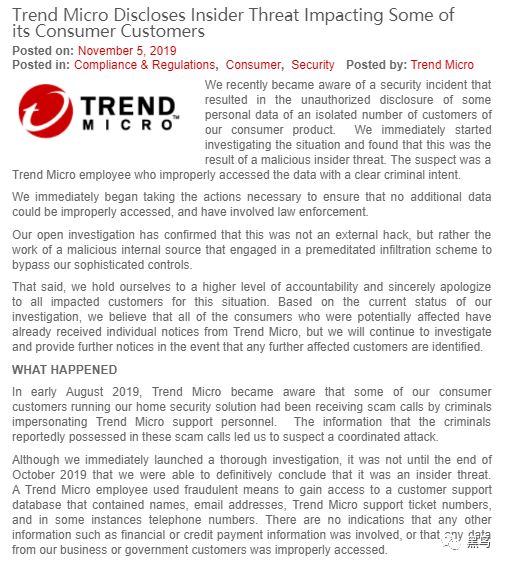 Trend Micro Discloses Insider Threat Impacting Some of
its Consumer Customers
Posted on: November 5, 2019
Posted in: Compliance & Regulations, Consumer, Security Posted by: Trend Micro
TREND
MICRO™
We recently became aware of a security incident that
resulted in the unauthorized disclosure of some
personal data of an isolated number of customers of
our consumer product. We immediately started
investigating the situation and found that this was the
result of a malicious insider threat. The suspect was a
Trend Micro employee who improperly accessed the data with a clear criminal intent.
We immediately began taking the actions necessary to ensure that no additional data
could be improperly accessed, and have involved law enforcement.
Our open investigation has confirmed that this was not an external hack, but rather the
work of a malicious internal source that engaged in a premeditated infiltration scheme to
bypass our sophisticated controls.
That said, we hold ourselves to a higher level of accountability and sincerely apologize
to all impacted customers for this situation. Based on the current status of our
investigation, we believe that all of the consumers who were potentially affected have
already received individual notices from Trend Micro, but we will continue to investigate
and provide further notices in the event that any further affected customers are identified.
WHAT HAPPENED
In early August 2019, Trend Micro became aware that some of our consumer
customers running our home security solution had been receiving scam calls by criminals
impersonating Trend Micro support personnel. The information that the criminals
reportedly possessed in these scam calls led us to suspect a coordinated attack.
Although we immediately launched a thorough investigation, it was not until the end of
October 2019 that we were able to definitively conclude that it was an insider threat.
A Trend Micro employee used fraudulent means to gain access to a customer support
database that contained names, email addresses, Trend Micro support ticket numbers,
and in some instances telephone numbers. There are no indications that any other
information such as financial or credit payment information was involved, or that any data
from our business or government customers was improperly accessed.
黑鸟